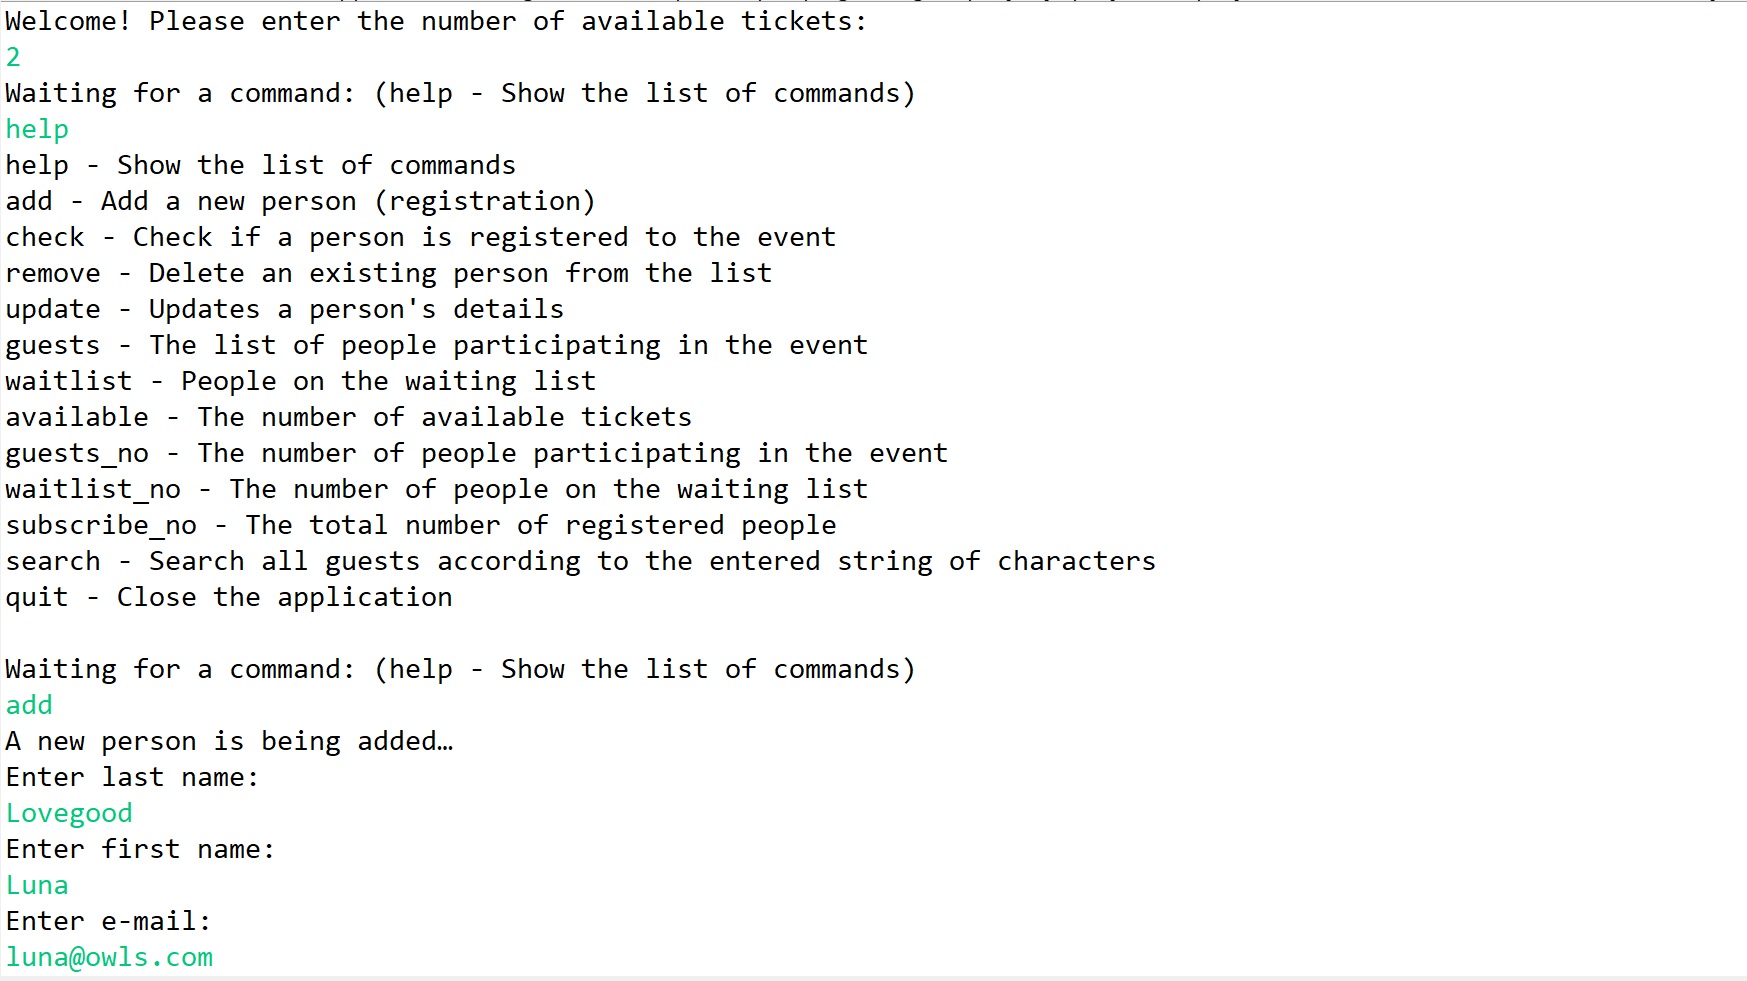 Welcome! Please enter the number of available tickets:
2
Waiting for a command: (help - Show the list of commands)
help
help - Show the list of commands
add - Add a new person (registration)
check - Check if a person is registered to the event
remove - Delete an existing person from the list
update - Updates a person's details
guests - The list of people participating in the event
waitlist - People on the waiting list
available - The number of available tickets
guests_no - The number of people participating in the event
waitlist_no - The number of people on the waiting list
subscribe_no - The total number of registered people
search - Search all guests according to the entered string of characters
quit - Close the application
Waiting for a command: (help - Show the list of commands)
add
A new person is being added…
Enter last name:
Lovegood
Enter first name:
Luna
Enter e-mail:
luna@owls.com